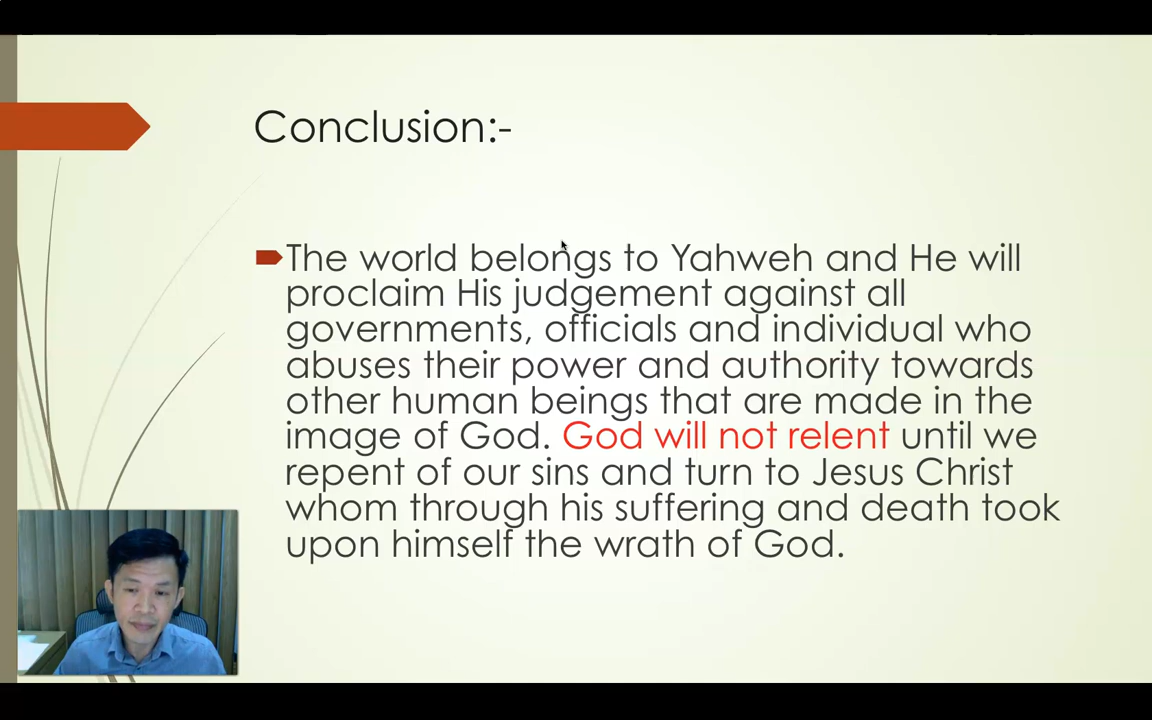 Conclusion:-
The world belongs to Yahweh and He will
proclaim His judgement against all
governments, officials and individual who
abuses their power and authority towards
other human beings that are made in the
image of God. God will not relent until we
repent of our sins and turn to Jesus Christ
whom through his suffering and death took
upon himself the wrath of God.